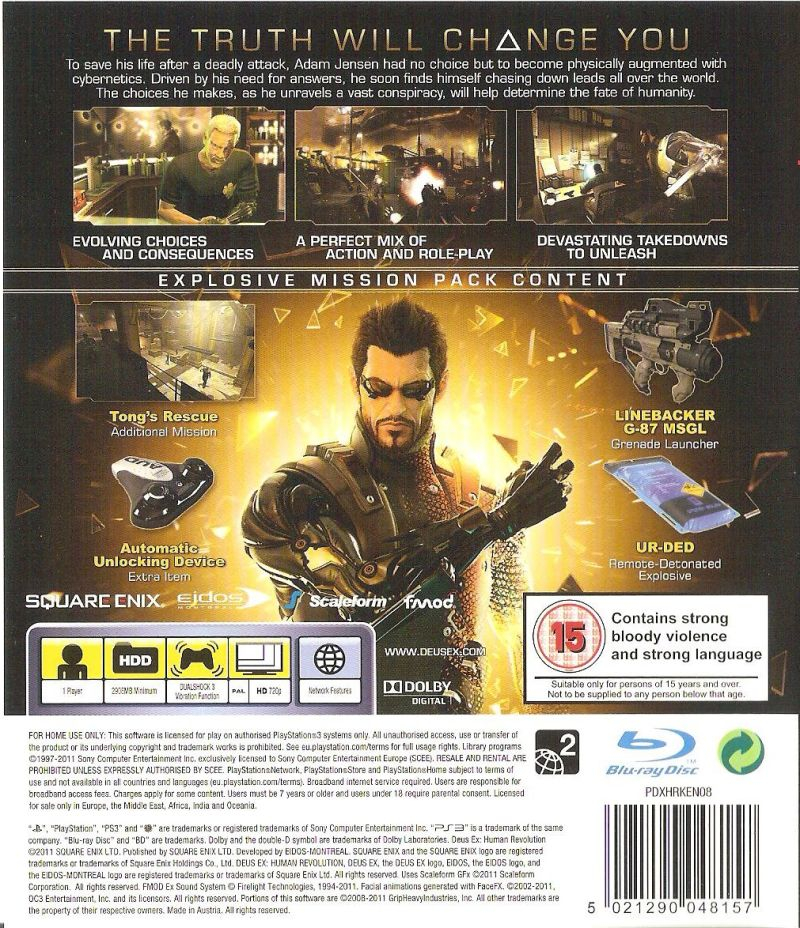 THE TRUTH WILL CHANGE YOU
To save his life after a deadly attack, Adam Jensen had no choice but to become physically augmented with
cybernetics. Driven by his need for answers, he soon finds himself chasing down leads all over the world.
The choices he makes, as he unravels a vast conspiracy, will help determine the fate of humanity.
EVOLVING CHOICES
AND CONSEQUENCES
A PERFECT MIX OF
ACTION AND ROLE-PLAY
DEVASTATING TAKEDOWNS
TO UNLEASH
EXPLOSIVE MISSION PACK CONTENT
Tong's Rescue
Additional Mission
LINEBACKER
G-87 MSGL
Grenade Launcher
AUD
Automatic
Unlocking Device
Extra Item
UR-DED
Remote-Detonated
Explosive
SQUARE ENIX.
eidos
MONTREAL
Scaleform
fmod
15
Contains strong
bloody violence
and strong language
Suitable only for persons of 15 years and over.
Not to be supplied to any person below that age.
HDD
1 Player
2908MB Minimum
DUALSHOCK 3
Vibration Function
PAL
HD 720p
Network Features
WWW.DEUSEX.COM
DOLBY
DIGITAL
FOR HOME USE ONLY: This software is licensed for play on authorised PlayStation®3 systems only. All unauthorised access, use or transfer of
the product or its underlying copyright and trademark works is prohibited. See eu.playstation.com/terms for full usage rights. Library programs
©1997-2011 Sony Computer Entertainment Inc. exclusively licensed to Sony Computer Entertainment Europe (SCEE). RESALE AND RENTAL ARE
PROHIBITED UNLESS EXPRESSLY AUTHORISED BY SCEE. PlayStation®Network, PlayStation®Store and PlayStation®Home subject to terms of
use and not available in all countries and languages (eu.playstation.com/terms). Broadband internet service required. Users are responsible for
broadband access fees. Charges apply for some content. Users must be 7 years or older and users under 18 require parental consent. Licensed
for sale only in Europe, the Middle East, Africa, India and Oceania.
2
Blu-ray Disc
TM
PDXHRKEN08
"PlayStation", "PS3" and are trademarks or registered trademarks of Sony Computer Entertainment Inc. "PS3" is a trademark of the same
company. "Blu-ray Disc" and "BD" are trademarks. Dolby and the double-D symbol are trademarks of Dolby Laboratories. Deus Ex: Human Revolution
©2011 SQUARE ENIX LTD. Published by SQUARE ENIX LTD. Developed by EIDOS-MONTREAL. SQUARE ENIX and the SQUARE ENIX logo are registered
trademarks or trademarks of Square Enix Holdings Co., Ltd. DEUS EX: HUMAN REVOLUTION, DEUS EX, the DEUS EX logo, EIDOS, the EIDOS logo, and
the EIDOS-MONTREAL logo are registered trademarks or trademarks of Square Enix Ltd. All rights reserved. Uses Scaleform GFx ©2011 Scaleform
Corporation. All rights reserved. FMOD Ex Sound System © Firelight Technologies, 1994-2011. Facial animations generated with FaceFX. ©2002-2011,
OC3 Entertainment, Inc. and its licensors. All rights reserved. Portions of this software are ©2008-2011 GripHeavyIndustries, Inc. All other trademarks are
the property of their respective owners. Made in Austria. All rights reserved.
5 021290 048157